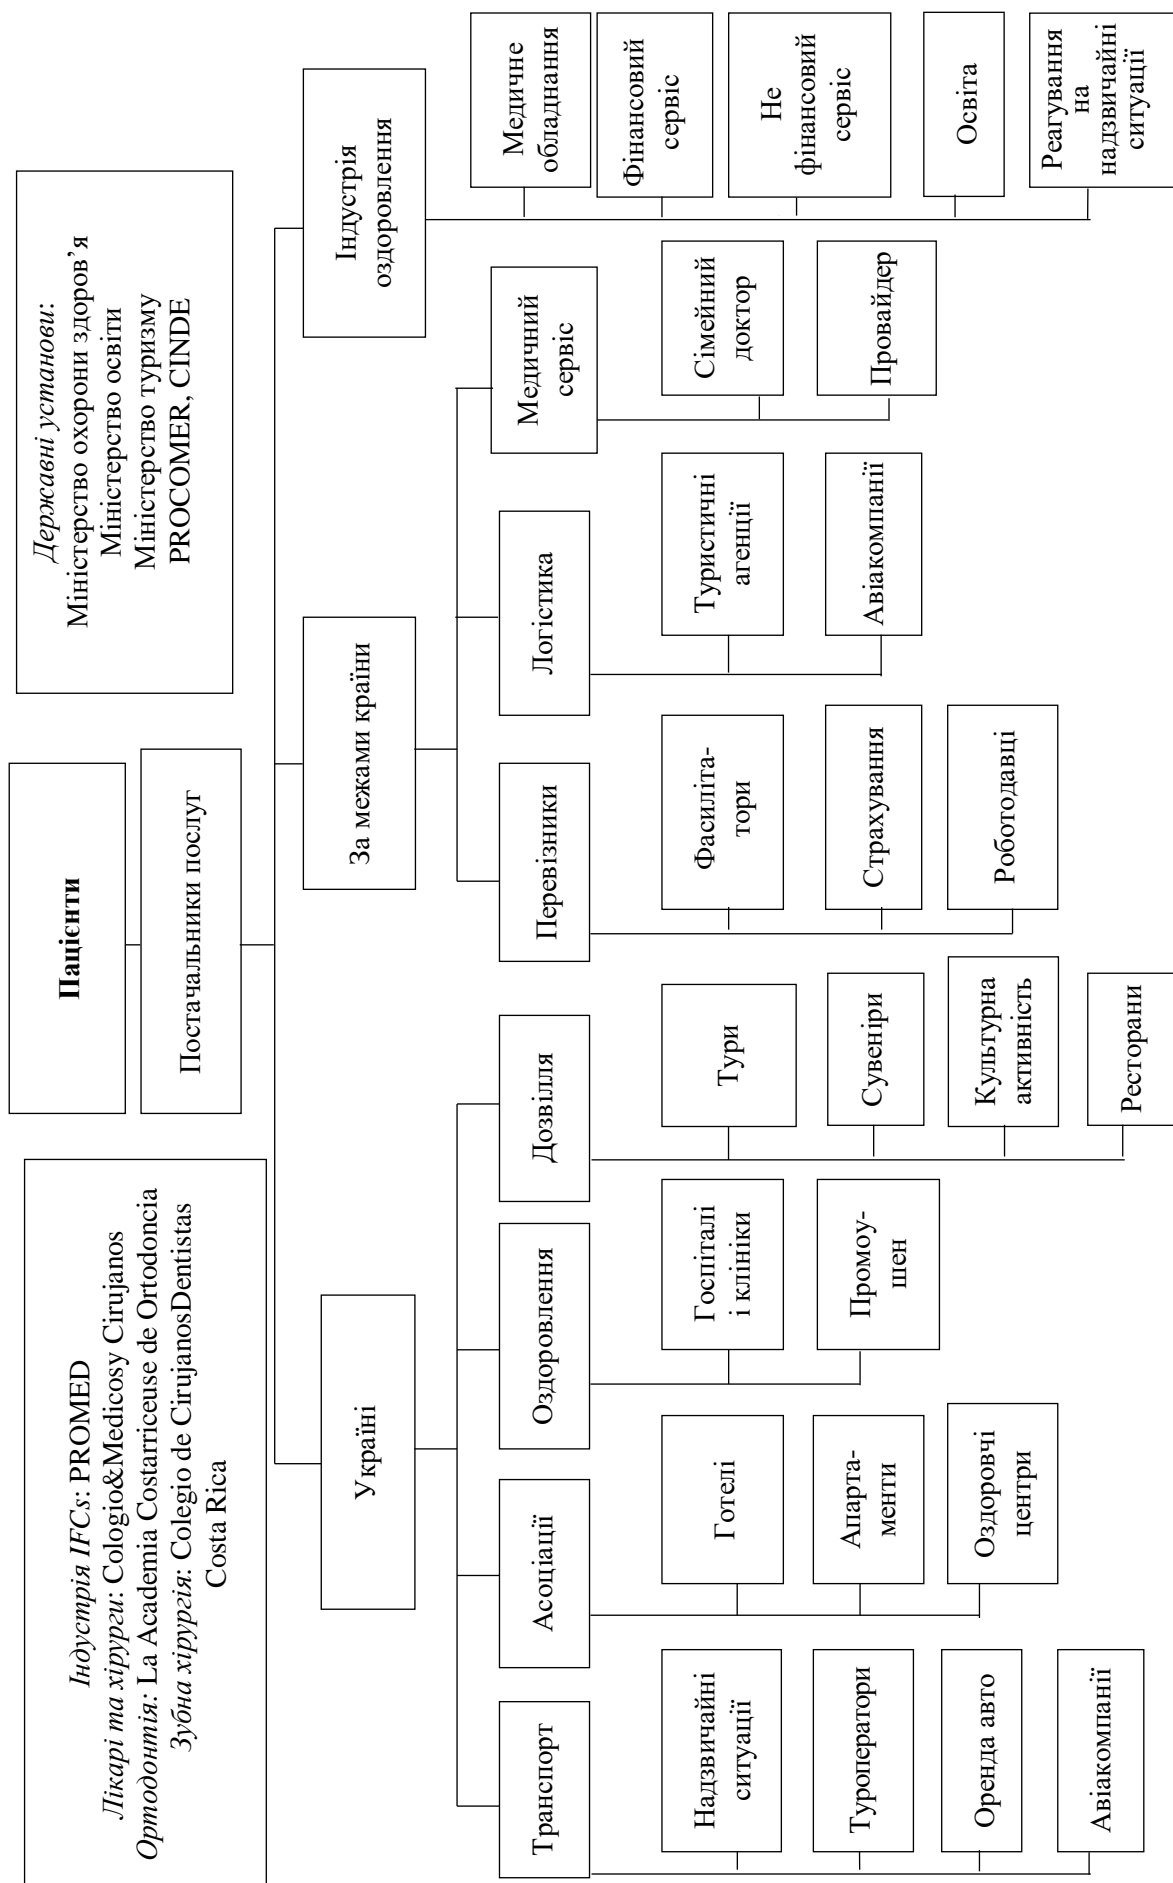 Індустрія IFCs: PROMED
Лікарі та хірурги: Cologio&Medicosy Cirujanos
Ортодонтія: La Academia Costarriceuse de Ortodoncia
Зубна хірургія: Colegio de CirujanosDentistas
Costa Rica
Пацієнти
Державні установи:
Міністерство охорони здоров’я
Міністерство освіти
Міністерство туризму
PROCOMER, CINDE
Постачальники послуг
Україні
За межами країни
Індустрія
оздоровлення
Транспорт
Асоціації
Оздоровлення
Дозвілля
Перевізники
Логістика
Медичний
сервіс
Надзвичайні
ситуації
Туроператори
Оренда авто
Авіакомпанії
Готелі
Апарта-
менти
Оздоровчі
центри
Госпіталі
і клініки
Промоу-
шен
Тури
Сувеніри
Культурна
активність
Ресторани
Фасиліта-
тори
Страхування
Роботодавці
Туристичні
агенції
Авіакомпанії
Сімейний
доктор
Провайдер
Медичне
обладнання
Фінансовий
сервіс
Не
фінансовий
сервіс
Освіта
Реагування
на
надзвичайні
ситуації